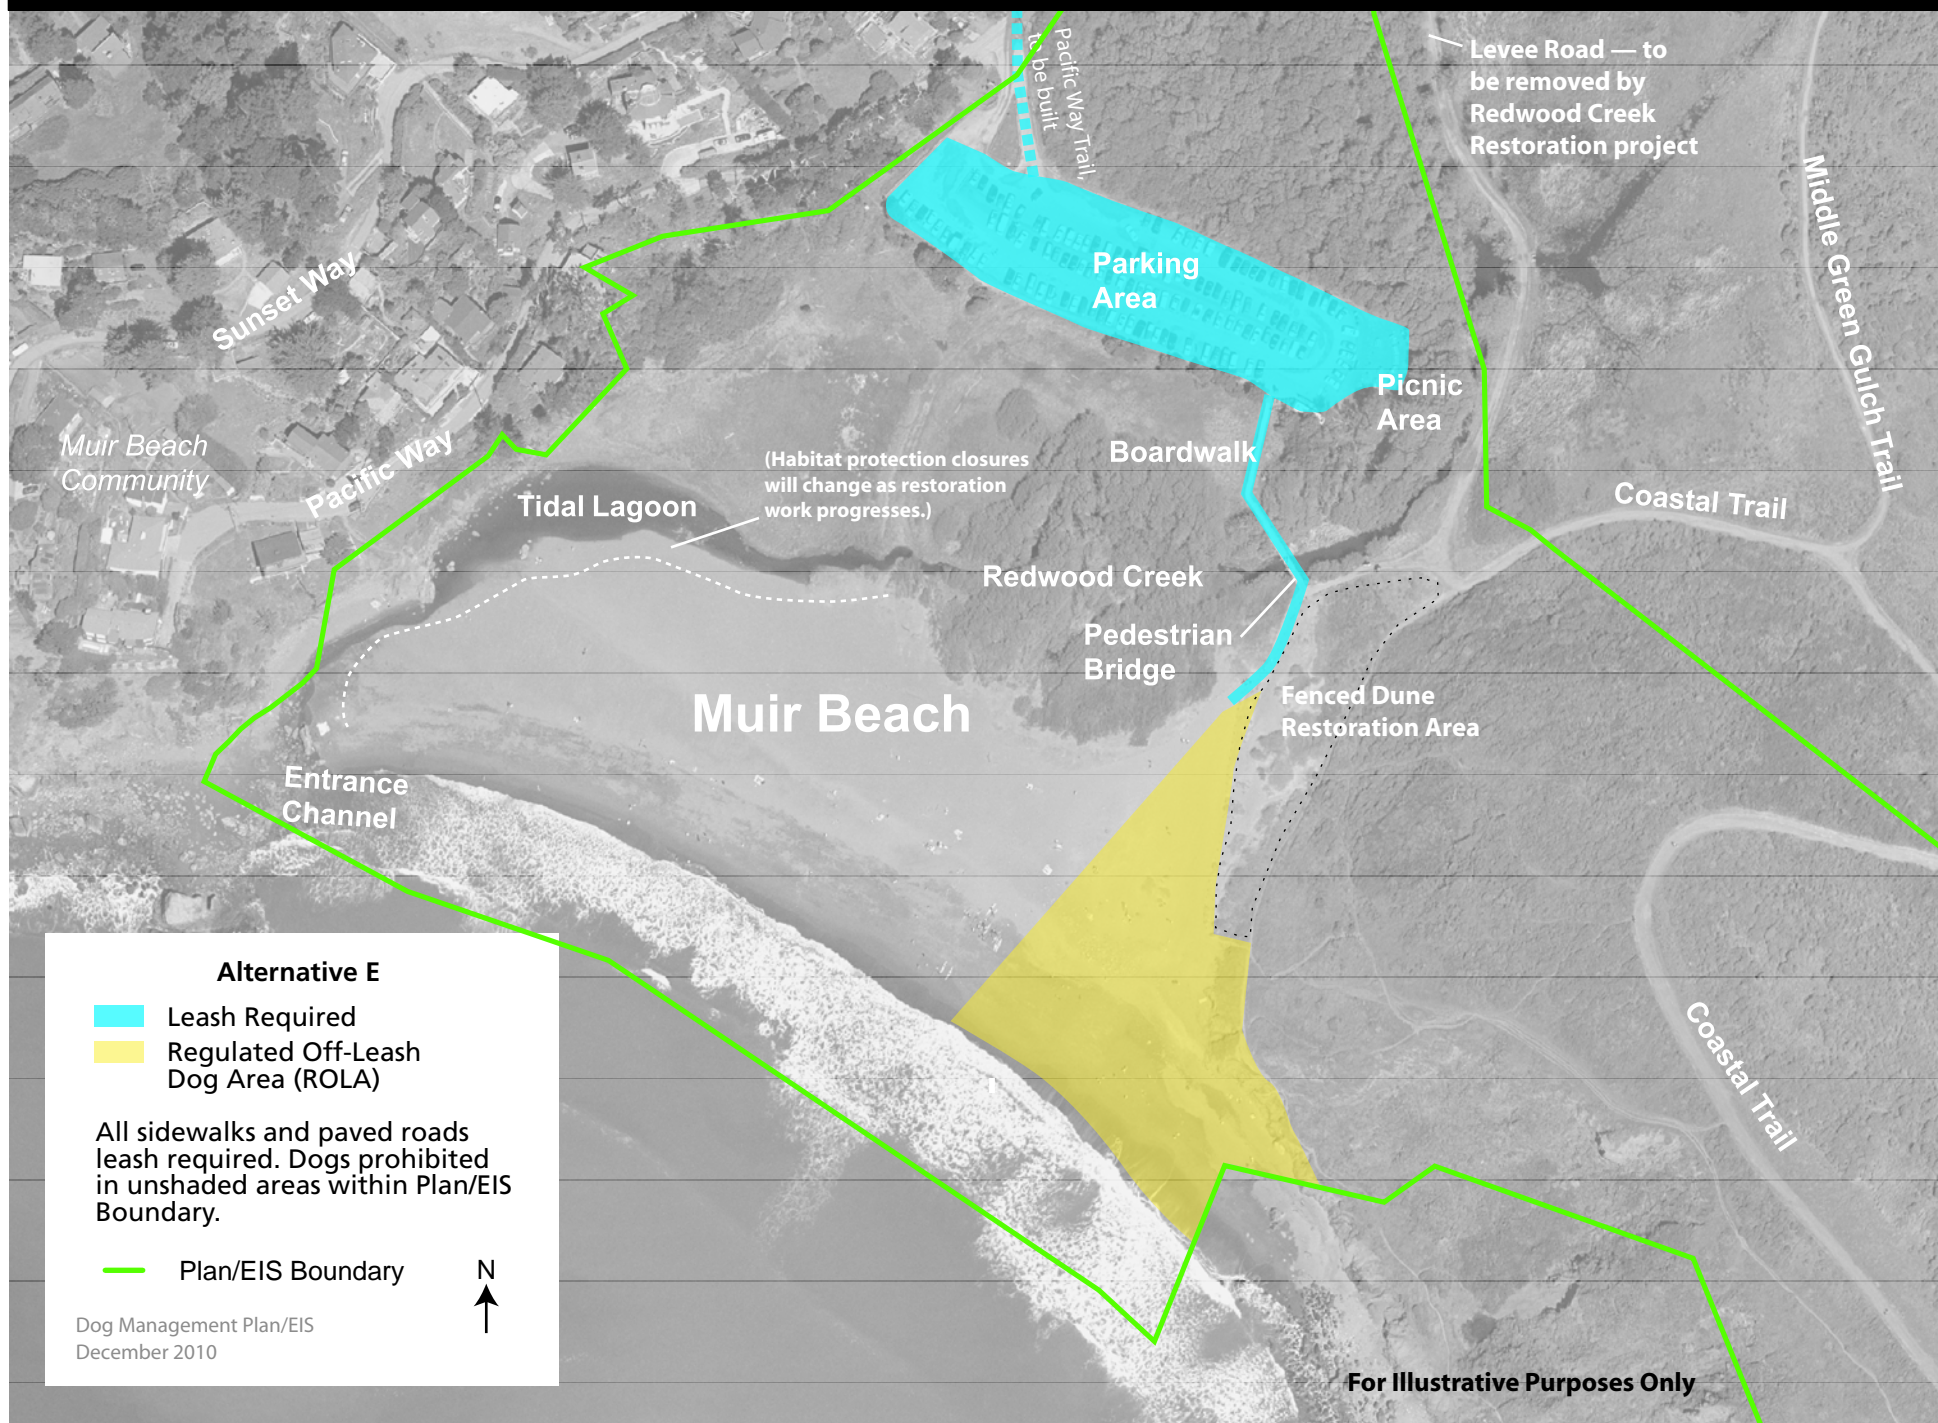 Pacific Way Trail,
to be built
Levee Road — to
be removed by
Redwood Creek
Restoration project
Middle Green Gulch Trail
Sunset Way
Parking
Area
Picnic
Area
Muir Beach
Community
Pacific Way
Boardwalk
(Habitat protection closures
will change as restoration
work progresses.)
Tidal Lagoon
Coastal Trail
Redwood Creek
Pedestrian
Bridge
Muir Beach
Fenced Dune
Restoration Area
Entrance
Channel
Coastal Trail
Alternative E
Leash Required
Regulated Off-Leash
Dog Area (ROLA)
All sidewalks and paved roads
leash required. Dogs prohibited
in unshaded areas within Plan/EIS
Boundary.
Plan/EIS Boundary
N
Dog Management Plan/EIS
December 2010
For Illustrative Purposes Only